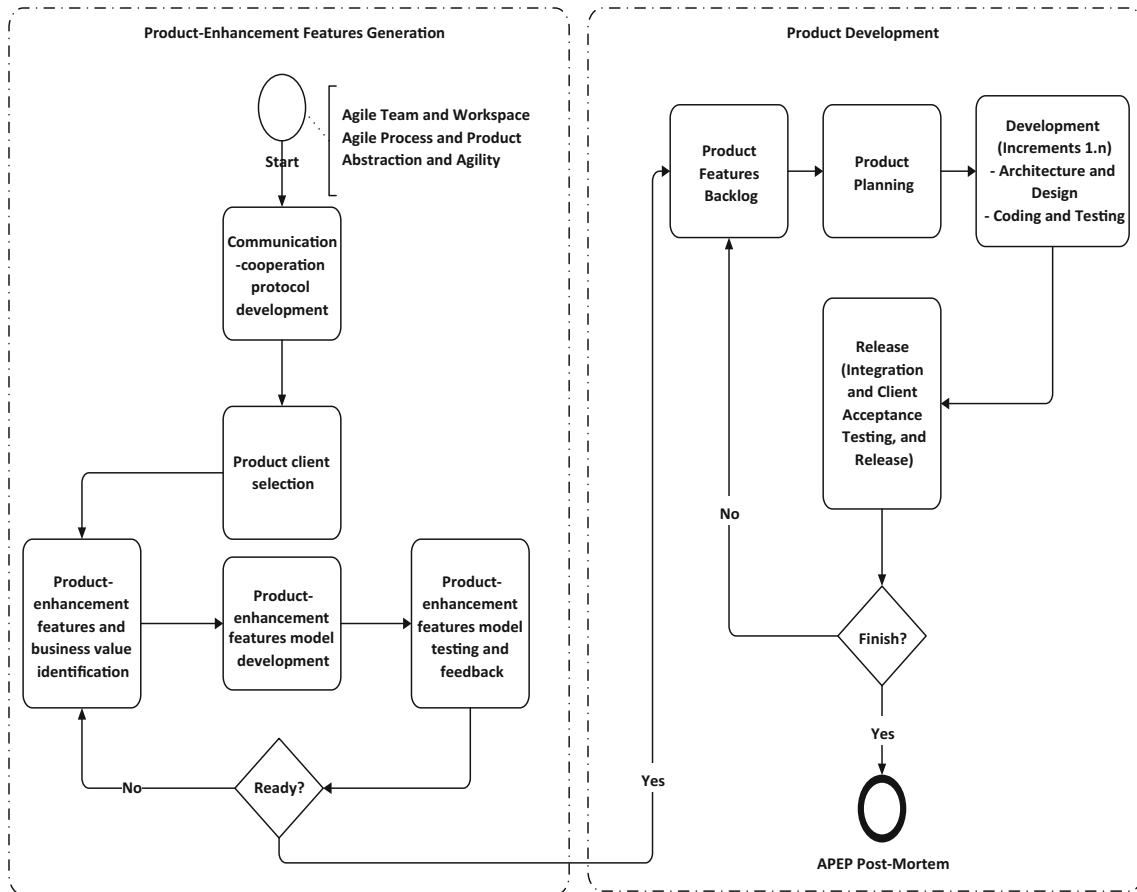 Product-Enhancement Features Generation
Agile Team and Workspace
Agile Process and Product
Abstraction and Agility
Start
Communication
-cooperation
protocol
development
Product client
selection
Product-
enhancement
features and
business value
identification
Product-
enhancement
features model
development
Product-
enhancement
features model
testing and
feedback
Ready?
No
Yes
Product Development
Product
Features
Backlog
Product
Planning
Development
(Increments 1.n)
- Architecture and
Design
- Coding and Testing
Release
(Integration
and Client
Acceptance
Testing, and
Release)
No
Finish?
Yes
APEP Post-Mortem